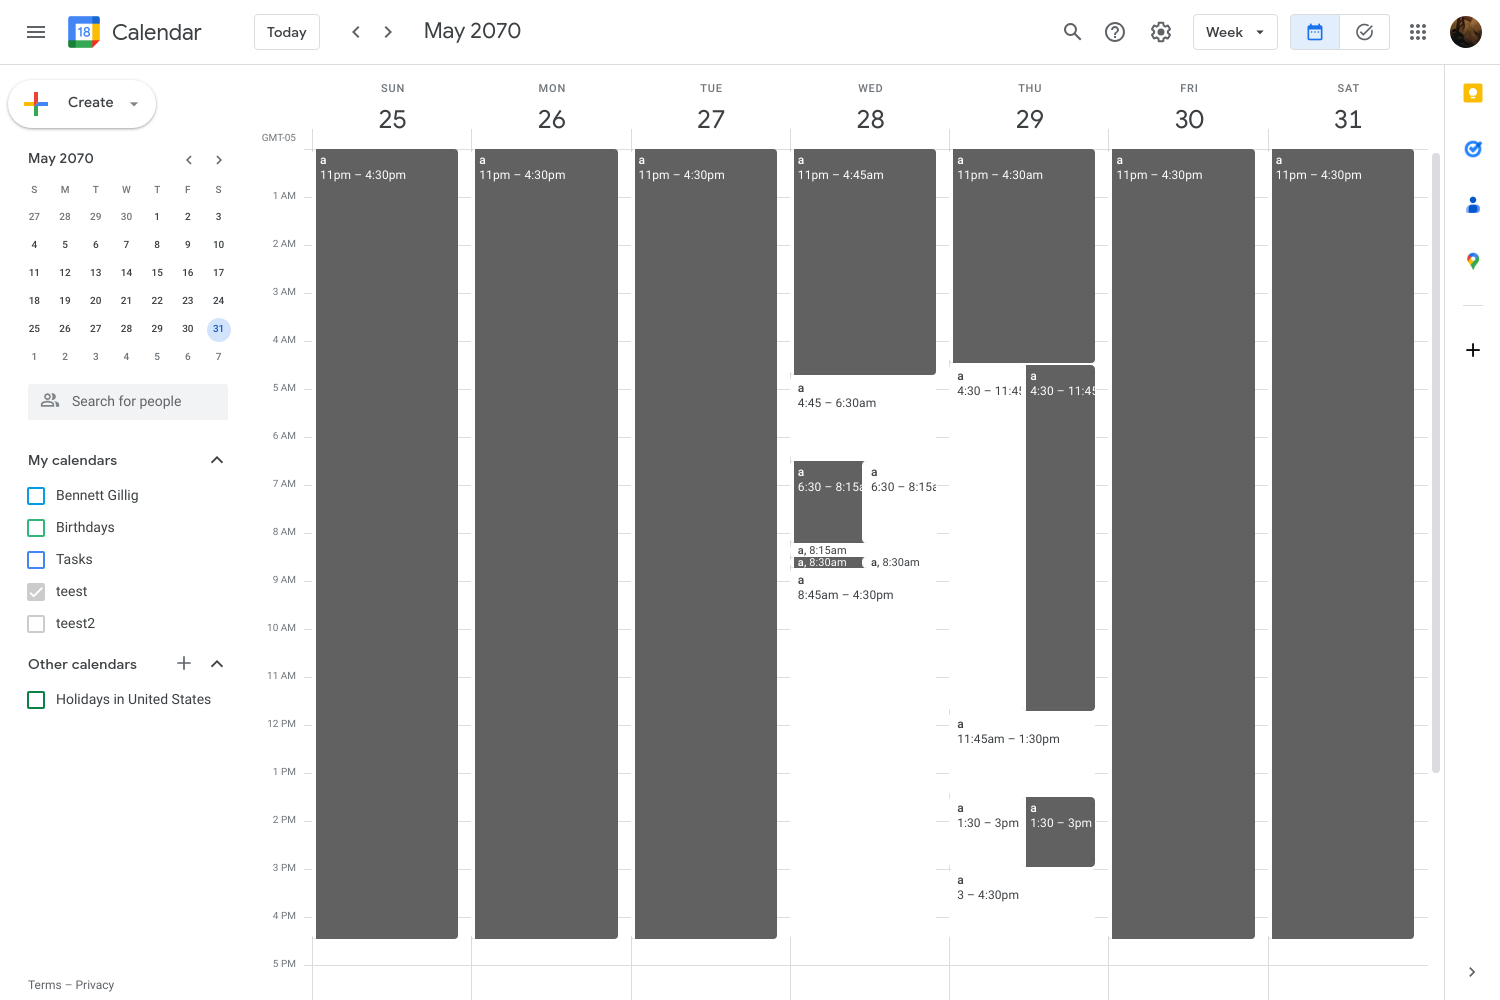 18 Calendar Today May 2070 Week
Create
May 2070
S M T W T F S
27 28 29 30 1 2 3
4 5 6 7 8 9 10
11 12 13 14 15 16 17
18 19 20 21 22 23 24
25 26 27 28 29 30 31
1 2 3 4 5 6 7
Search for people
My calendars
Bennett Gillig
Birthdays
Tasks
teest
teest2
Other calendars
Holidays in United States
Terms – Privacy
SUN MON TUE WED THU FRI SAT
25 26 27 28 29 30 31
GMT-05
1 AM
2 AM
3 AM
4 AM
5 AM
6 AM
7 AM
8 AM
9 AM
10 AM
11 AM
12 PM
1 PM
2 PM
3 PM
4 PM
5 PM
a
11pm – 4:30pm
a
11pm – 4:30pm
a
11pm – 4:30pm
a
11pm – 4:45am
a
4:45 – 6:30am
a
6:30 – 8:15a
a
6:30 – 8:15a
a, 8:15am
a, 8:30am
a, 8:30am
a
8:45am – 4:30pm
a
11pm – 4:30am
a
4:30 – 11:45
a
4:30 – 11:45
a
11:45am – 1:30pm
a
1:30 – 3pm
a
1:30 – 3pm
a
3 – 4:30pm
a
11pm – 4:30pm
a
11pm – 4:30pm